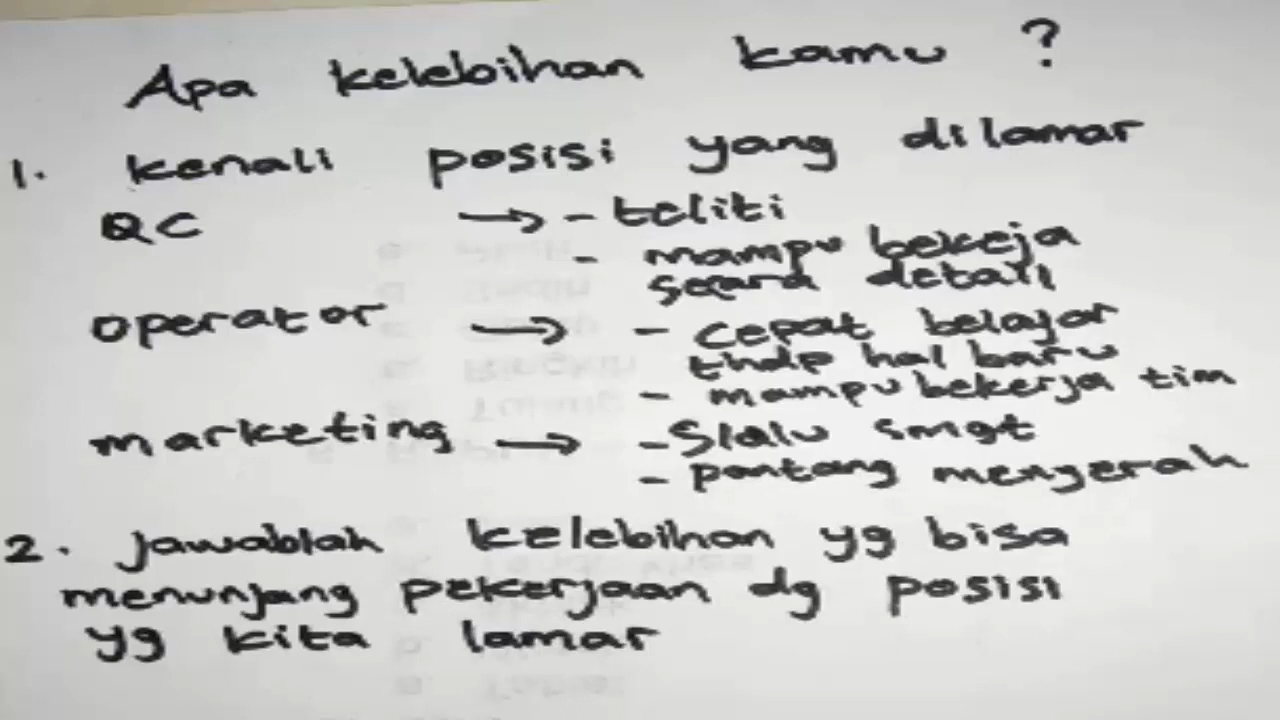 Apa kelebihan kamu ?
1. kenali posisi yang dilamar
QC → - teliti
- mampu bekeja
secara detail
operator → - cepat belajar
thdp hal baru
- mampu bekerja tim
marketing → - Slalu smgt
- pantang menyerah
2. jawablah kelebihan yg bisa
menunjang pekerjaan dg posisi
yg kita lamar